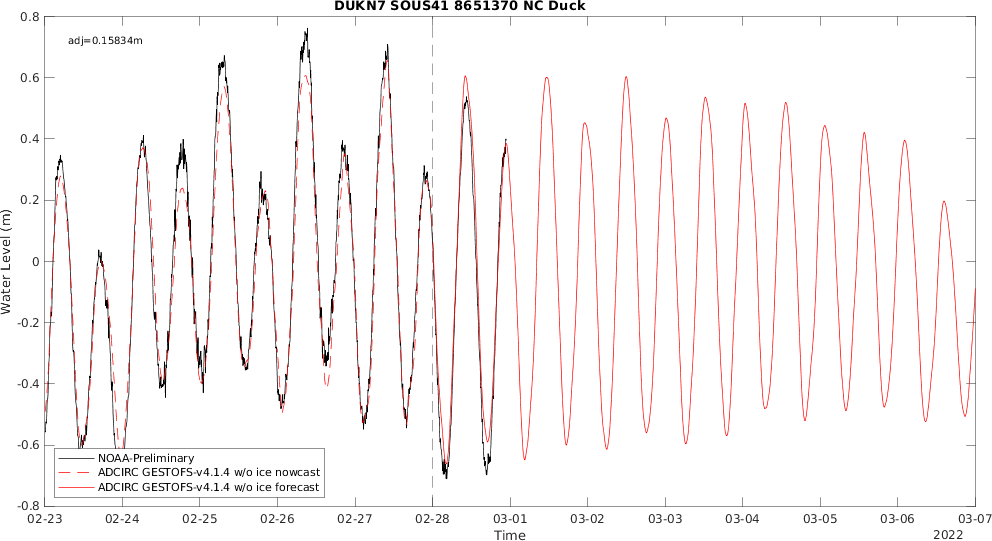 DUKN7 SOUS41 8651370 NC Duck
adj=0.15834m
Water Level (m)
0.8
0.6
0.4
0.2
0
-0.2
-0.4
-0.6
-0.8
NOAA-Preliminary
ADCIRC GESTOFS-v4.1.4 w/o ice nowcast
ADCIRC GESTOFS-v4.1.4 w/o ice forecast
02-23 02-24 02-25 02-26 02-27 02-28 03-01 03-02 03-03 03-04 03-05 03-06 03-07
Time
2022